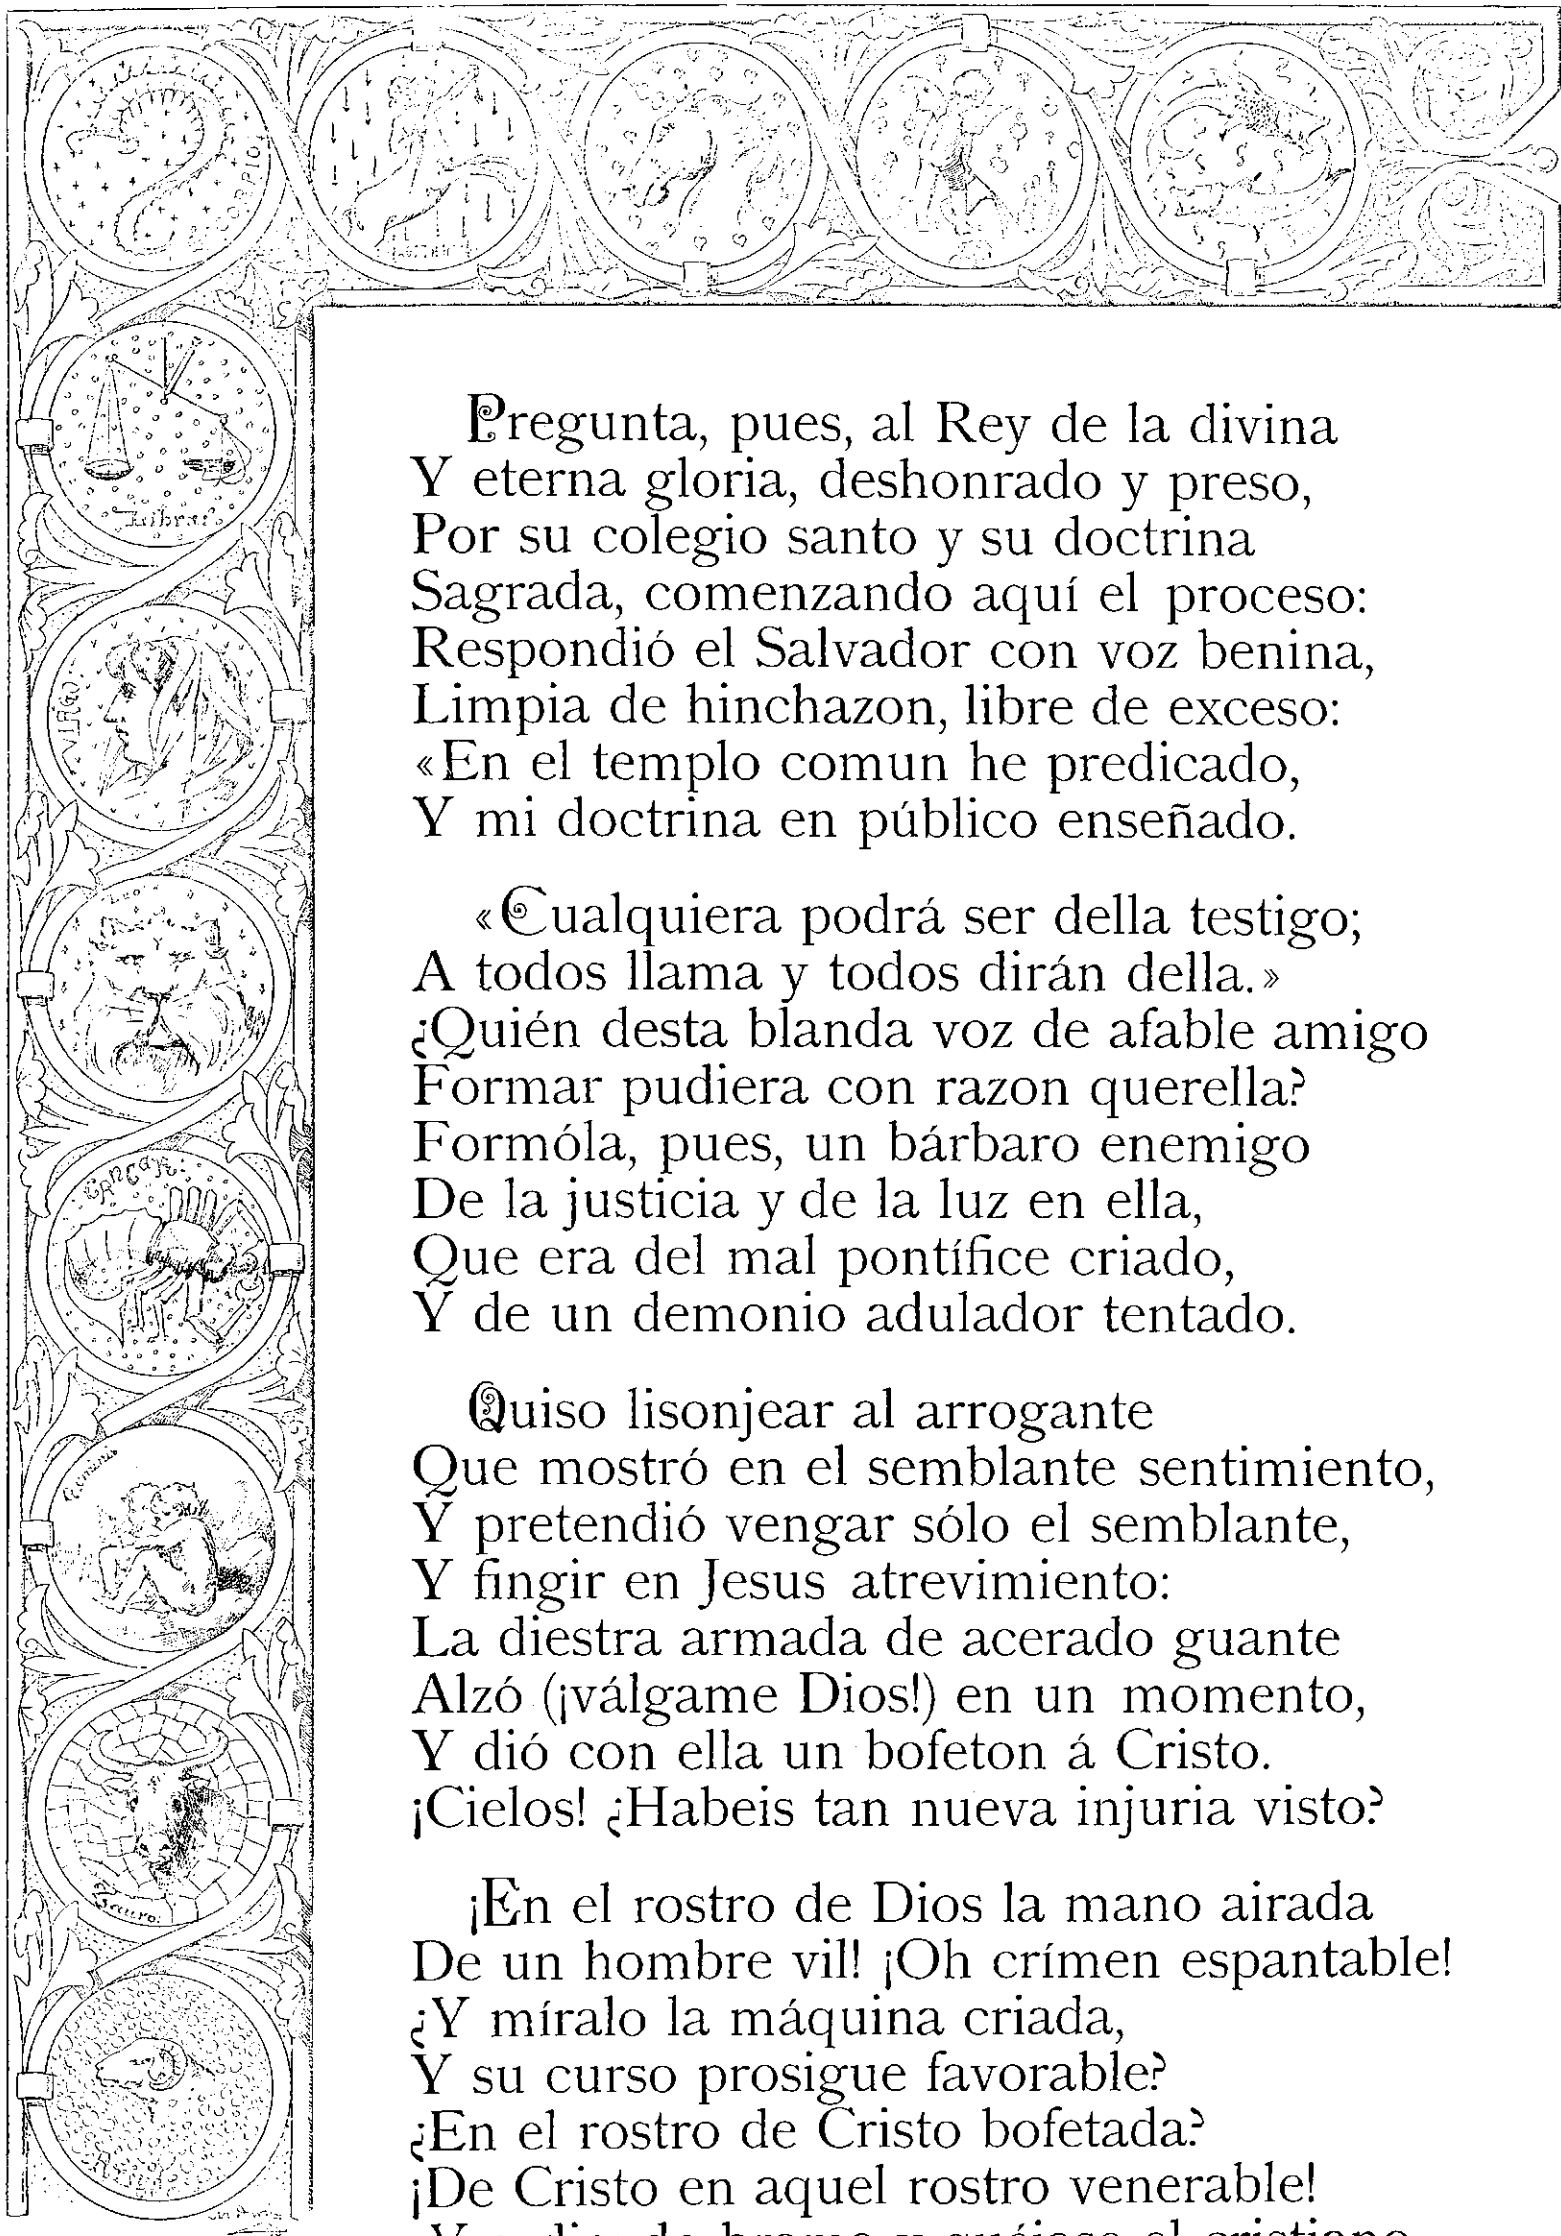 SCORPIO
Libra
VIRGO
Leo
CANCAR
Tauro
Pregunta, pues, al Rey de la divina
Y eterna gloria, deshonrado y preso,
Por su colegio santo y su doctrina
Sagrada, comenzando aquí el proceso:
Respondió el Salvador con voz benina,
Limpia de hinchazon, libre de exceso:
«En el templo comun he predicado,
Y mi doctrina en público enseñado.
«Cualquiera podrá ser della testigo;
A todos llama y todos dirán della.»
¿Quién desta blanda voz de afable amigo
Formar pudiera con razon querella?
Formóla, pues, un bárbaro enemigo
De la justicia y de la luz en ella,
Que era del mal pontífice criado,
Y de un demonio adulador tentado.
Quiso lisonjear al arrogante
Que mostró en el semblante sentimiento,
Y pretendió vengar sólo el semblante,
Y fingir en Jesus atrevimiento:
La diestra armada de acerado guante
Alzó (¡válgame Dios!) en un momento,
Y dió con ella un bofeton á Cristo.
¡Cielos! ¿Habeis tan nueva injuria visto?
¡En el rostro de Dios la mano airada
De un hombre vil! ¡Oh crímen espantable!
¿Y míralo la máquina criada,
Y su curso prosigue favorable?
¿En el rostro de Cristo bofetada?
¡De Cristo en aquel rostro venerable!